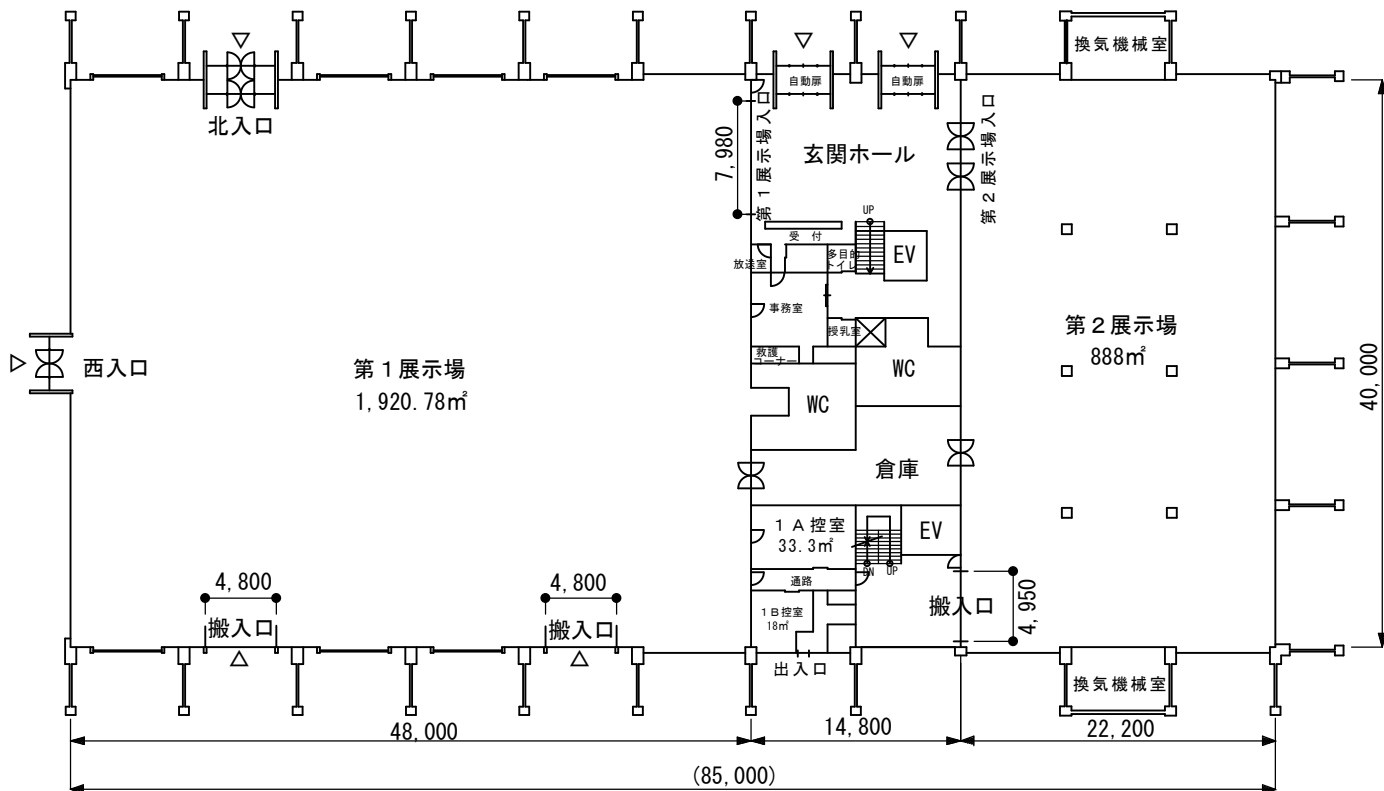 換気機械室
自動扉
自動扉
北入口
7,980
第１展示場入口
玄関ホール
第２展示場入口
UP
受 付
EV
放送室
多目的
トイレ
事務室
授乳室
救護
コーナー
WC
WC
西入口
第１展示場
1,920.78㎡
第２展示場
888㎡
40,000
倉庫
１Ａ控室
33.3㎡
EV
DN
UP
通路
4,800
4,800
搬入口
搬入口
１Ｂ控室
18㎡
搬入口
4,950
出入口
換気機械室
48,000
14,800
22,200
(85,000)